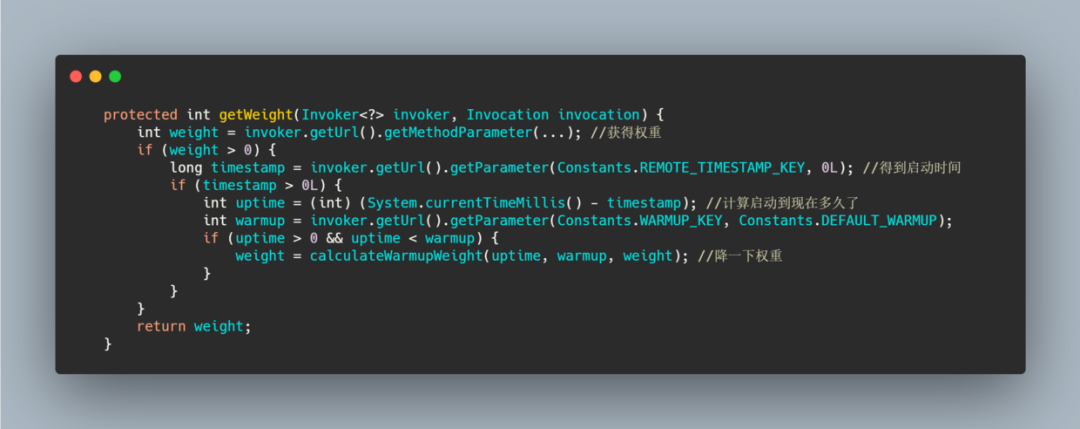 protected int getWeight(Invoker<?> invoker, Invocation invocation) {
    int weight = invoker.getUrl().getMethodParameter(...); //获得权重
    if (weight > 0) {
        long timestamp = invoker.getUrl().getParameter(Constants.REMOTE_TIMESTAMP_KEY, 0L); //得到启动时间
        if (timestamp > 0L) {
            int uptime = (int) (System.currentTimeMillis() - timestamp); //计算启动到现在多久了
            int warmup = invoker.getUrl().getParameter(Constants.WARMUP_KEY, Constants.DEFAULT_WARMUP);
            if (uptime > 0 && uptime < warmup) {
                weight = calculateWarmupWeight(uptime, warmup, weight); //降一下权重
            }
        }
    }
    return weight;
}